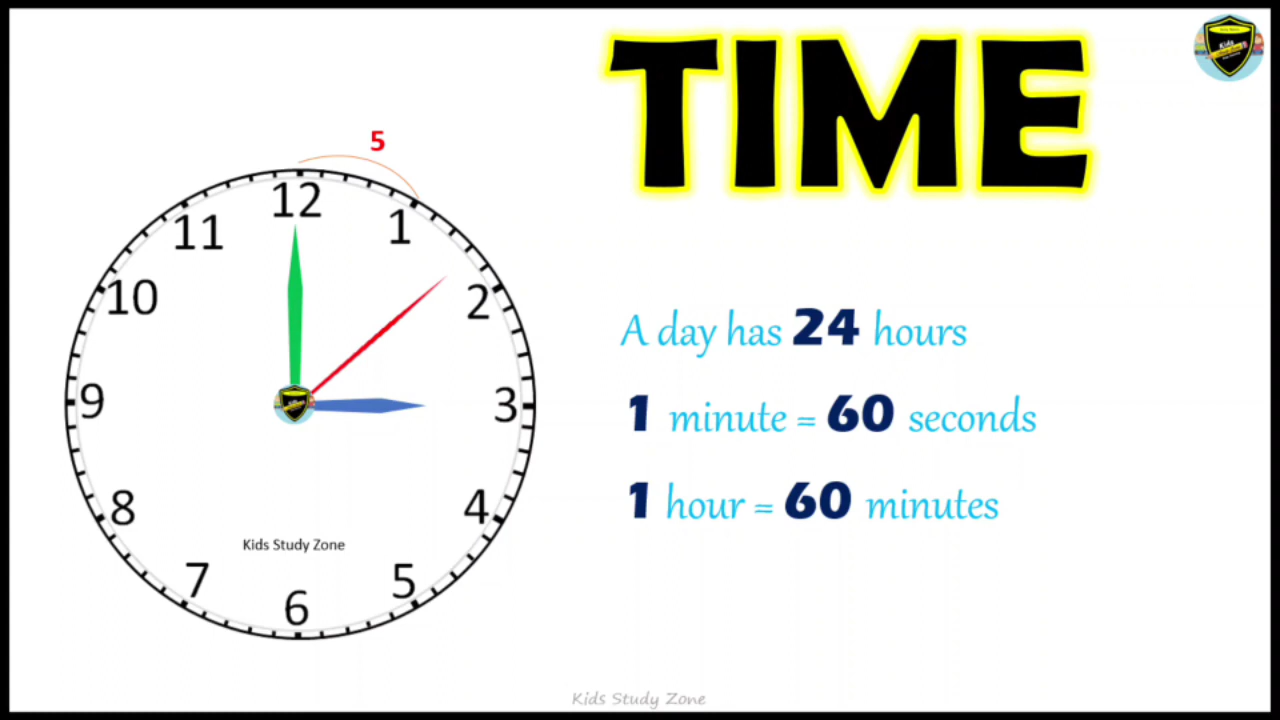 TIME
5
12
11
1
10
2
9
3
8
4
7
5
6
Kids Study Zone
A day has 24 hours
1 minute = 60 seconds
1 hour = 60 minutes
Kids Study Zone